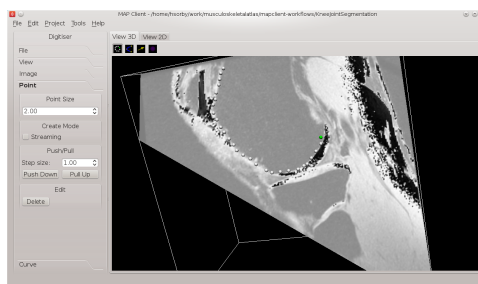 MAP Client - /home/hsorby/work/musculoskeletalatlas/mapclient-workflows/KneejointSegmentation
File Edit Project Tools Help
Digitiser
File
View
Image
Point
Point Size
2.00
Create Mode
Streaming
Push/Pull
Step size: 1.00
Push Down Pull Up
Edit
Delete
Curve
View 3D View 2D